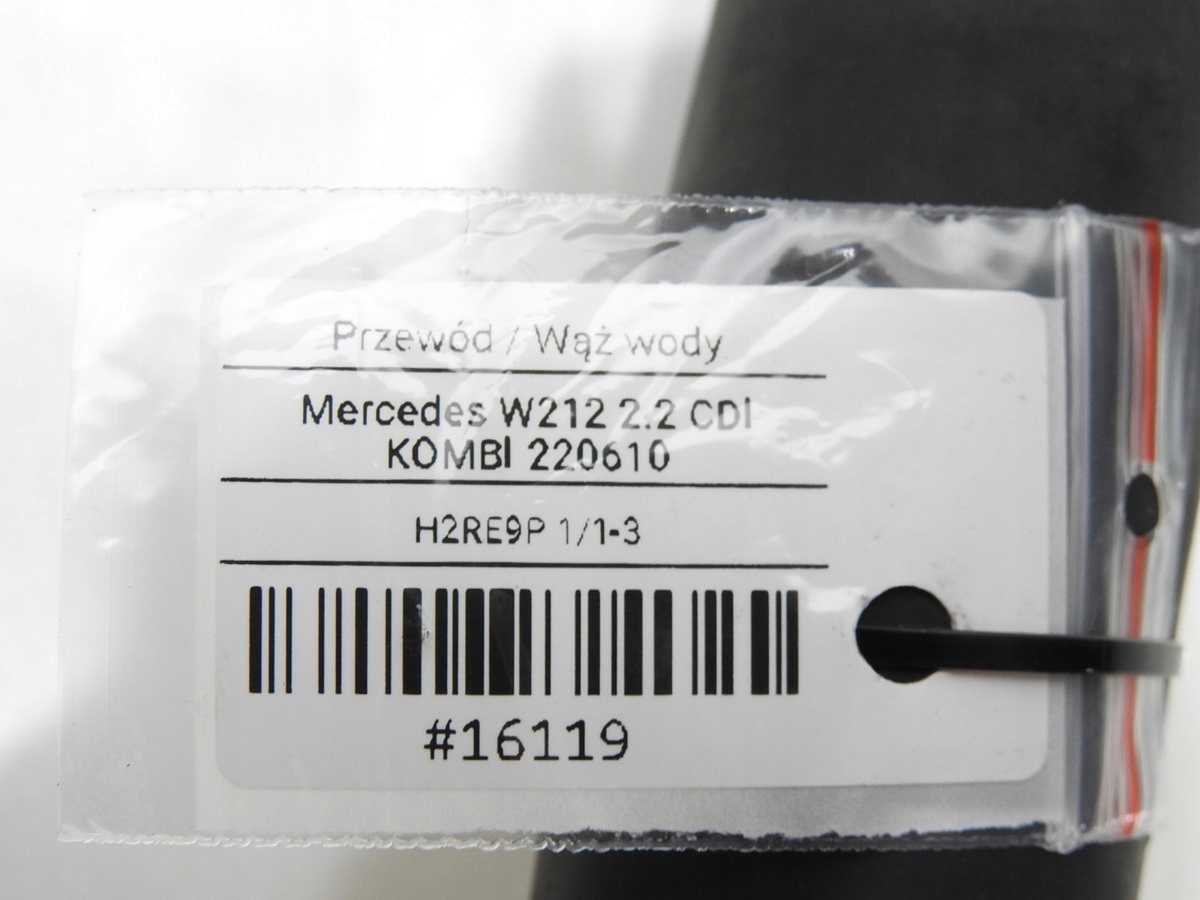 Przewód / Wąż wody
Mercedes W212 2.2 CDI
KOMBI 220610
H2RE9P 1/1-3
#16119